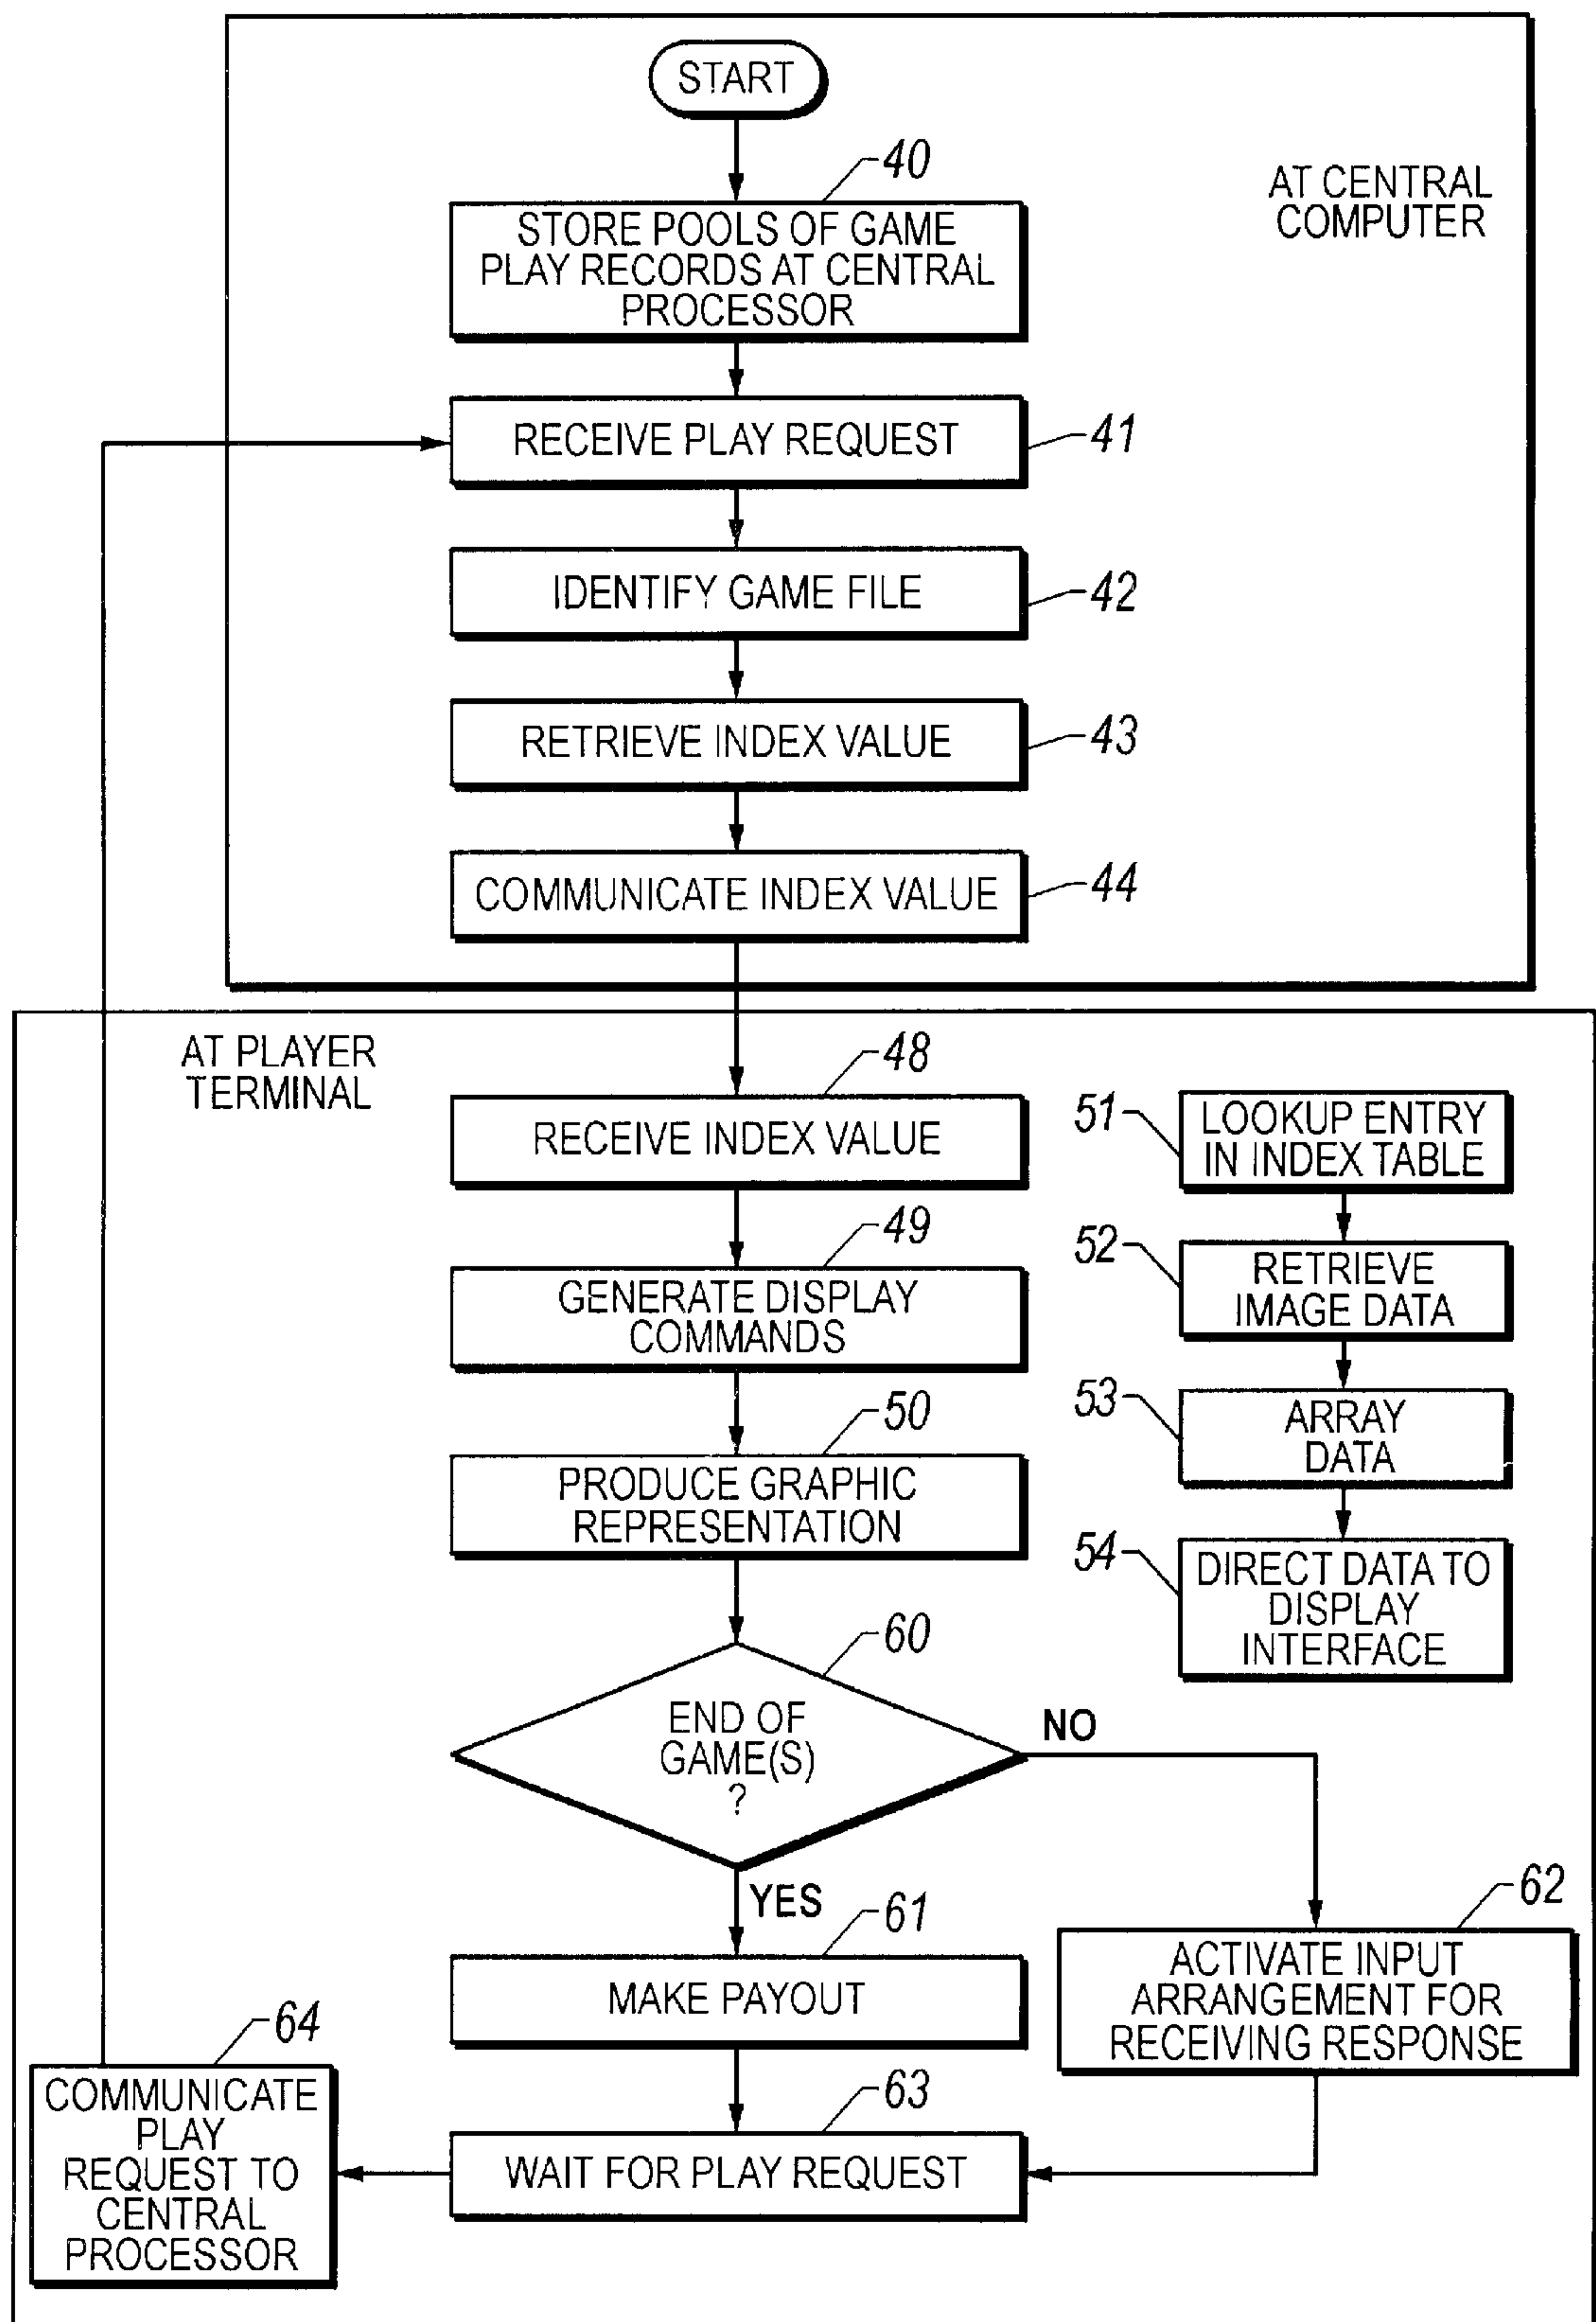 START
40
AT CENTRAL
COMPUTER
STORE POOLS OF GAME
PLAY RECORDS AT CENTRAL
PROCESSOR
RECEIVE PLAY REQUEST
41
IDENTIFY GAME FILE
42
RETRIEVE INDEX VALUE
43
COMMUNICATE INDEX VALUE
44
AT PLAYER
TERMINAL
48
RECEIVE INDEX VALUE
49
GENERATE DISPLAY
COMMANDS
50
PRODUCE GRAPHIC
REPRESENTATION
51
LOOKUP ENTRY
IN INDEX TABLE
52
RETRIEVE
IMAGE DATA
53
ARRAY
DATA
54
DIRECT DATA TO
DISPLAY
INTERFACE
60
END OF
GAME(S)
?
NO
YES
61
MAKE PAYOUT
62
ACTIVATE INPUT
ARRANGEMENT FOR
RECEIVING RESPONSE
63
WAIT FOR PLAY REQUEST
64
COMMUNICATE
PLAY
REQUEST TO
CENTRAL
PROCESSOR